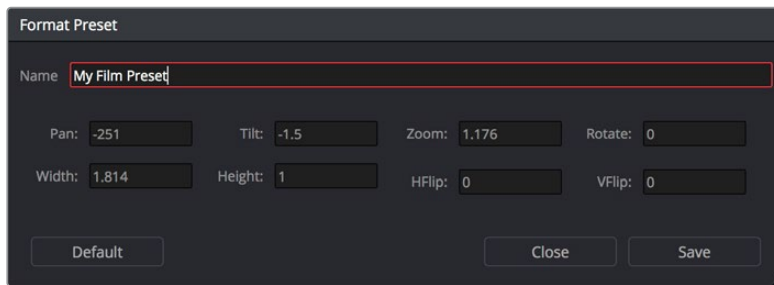 Format Preset
Name My Film Preset
Pan: -251 Tilt: -1.5 Zoom: 1.176 Rotate: 0
Width: 1.814 Height: 1 HFlip: 0 VFlip: 0
Default Close Save